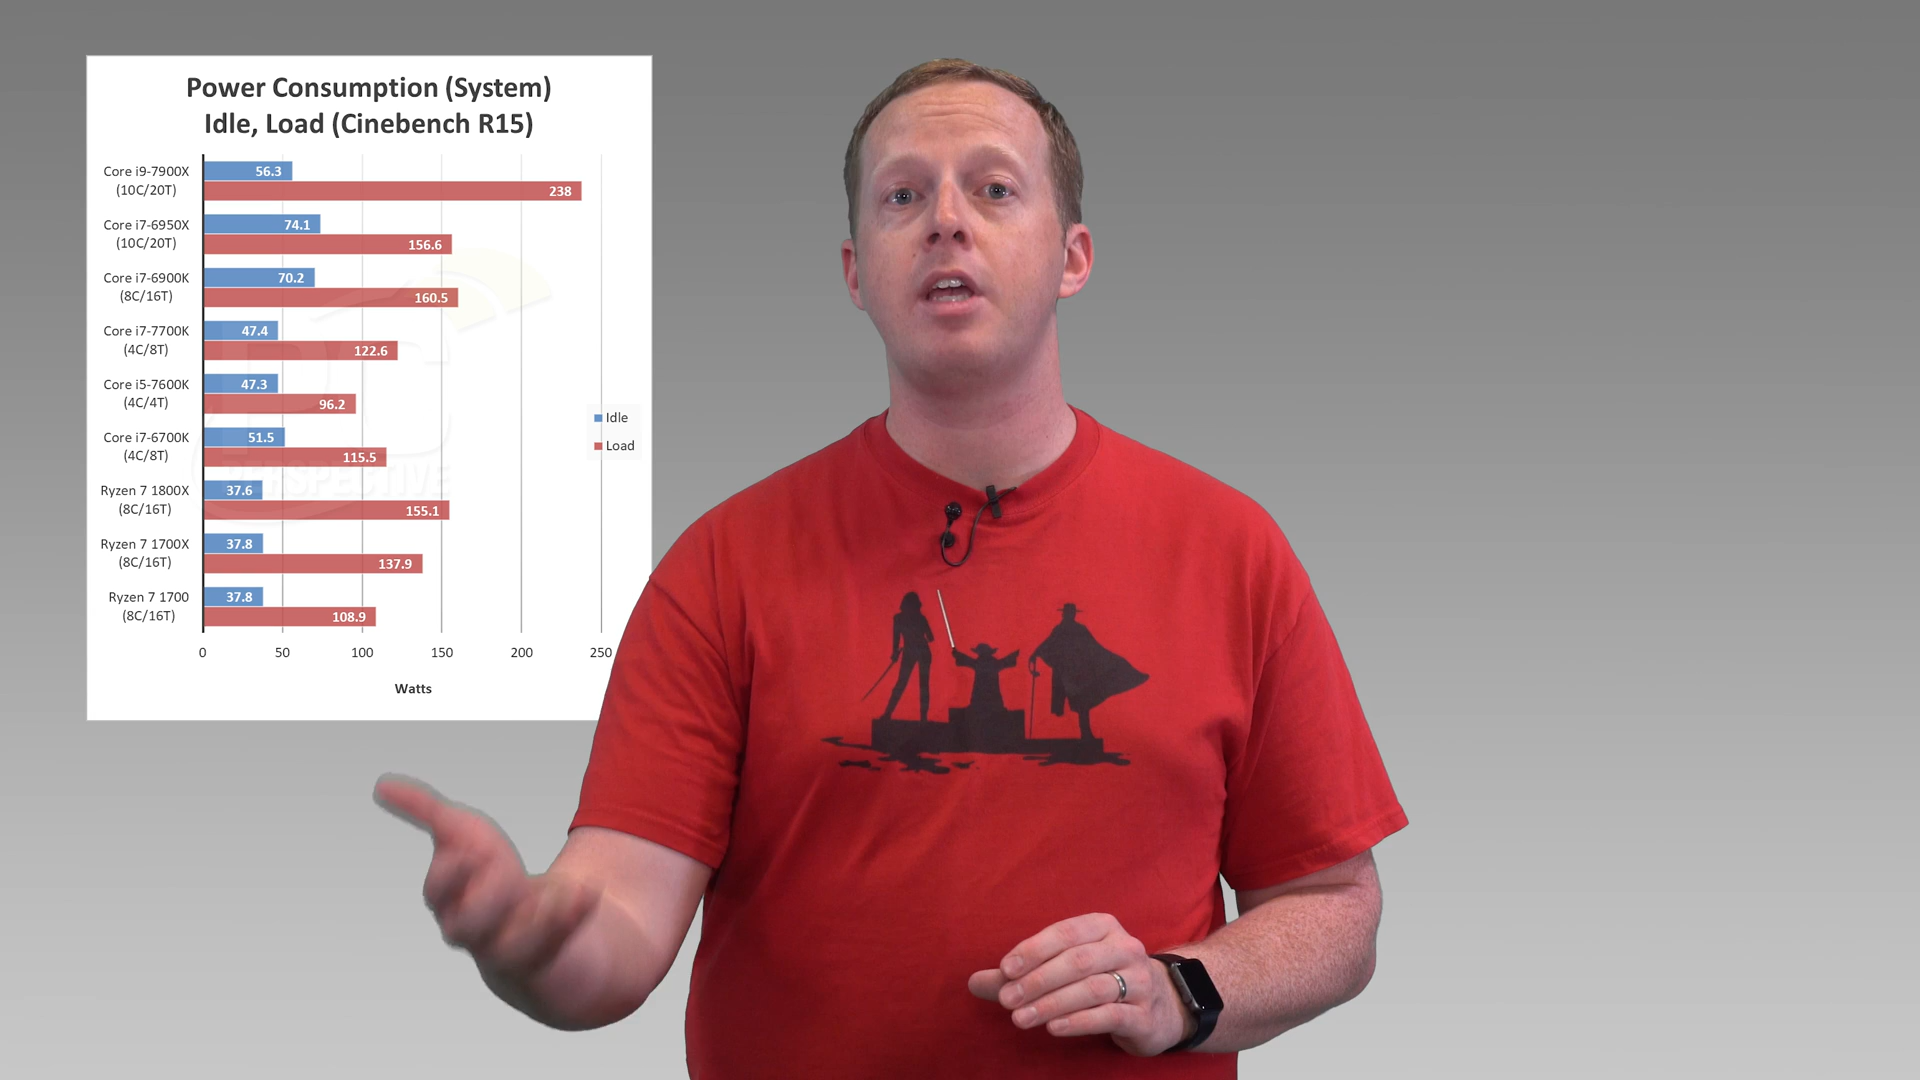 Power Consumption (System)
Idle, Load (Cinebench R15)
Core i9-7900X
(10C/20T)
56.3
238
Core i7-6950X
(10C/20T)
74.1
156.6
Core i7-6900K
(8C/16T)
70.2
160.5
Core i7-7700K
(4C/8T)
47.4
122.6
Core i5-7600K
(4C/4T)
47.3
96.2
Core i7-6700K
(4C/8T)
51.5
115.5
Ryzen 7 1800X
(8C/16T)
37.6
155.1
Ryzen 7 1700X
(8C/16T)
37.8
137.9
Ryzen 7 1700
(8C/16T)
37.8
108.9
Idle
Load
0 50 100 150 200 250
Watts
PC
PERSPECTIVE